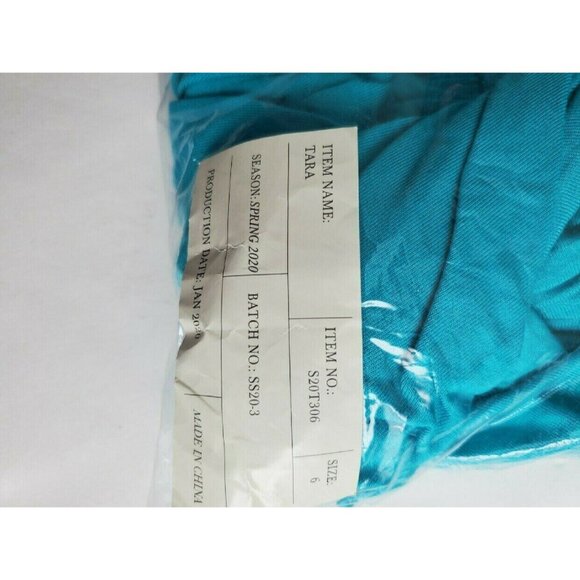 ITEM NAME:
TARA
ITEM NO.:
S20T306
SIZE:
6
SEASON: SPRING 2020
BATCH NO.: SS20-3
PRODUCTION DATE: JAN 2020
MADE IN CHINA